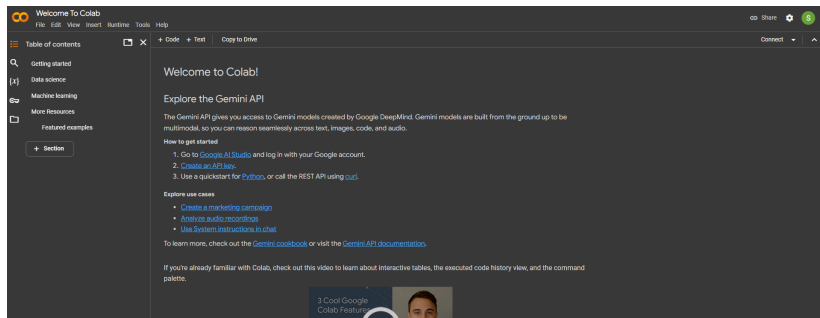 Welcome To Colab
File Edit View Insert Runtime Tools Help
Share
S
Table of contents
+ Code + Text Copy to Drive
Connect
Getting started
Data science
Machine learning
More Resources
Featured examples
+ Section
Welcome to Colab!
Explore the Gemini API
The Gemini API gives you access to Gemini models created by Google DeepMind. Gemini models are built from the ground up to be
multimodal, so you can reason seamlessly across text, images, code, and audio.
How to get started
1. Go to Google AI Studio and log in with your Google account.
2. Create an API key.
3. Use a quickstart for Python, or call the REST API using curl.
Explore use cases
• Create a marketing campaign
• Analyze audio recordings
• Use System instructions in chat
To learn more, check out the Gemini cookbook or visit the Gemini API documentation.
If you're already familiar with Colab, check out this video to learn about interactive tables, the executed code history view, and the command
palette.
3 Cool Google
Colab Features